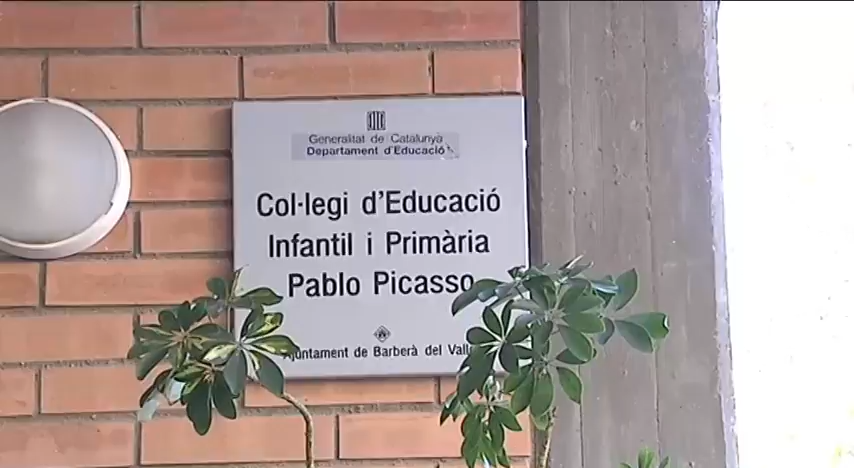 Generalitat de Catalunya
Departament d'Educació
Col·legi d'Educació
Infantil i Primària
Pablo Picasso
Ajuntament de Barberà del Vallès